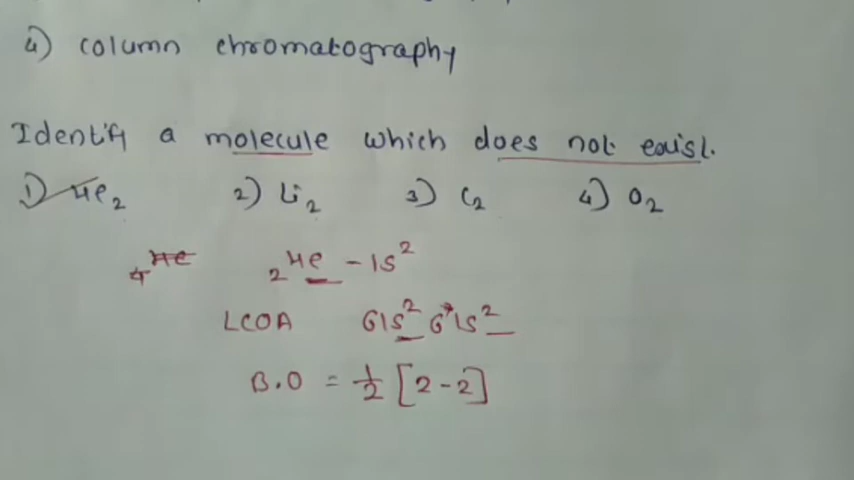 4) column chromatography
Identify a molecule which does not exist.
1) He₂ 2) Li₂ 3) C₂ 4) O₂
₄He ₂He - 1s²
LCOA σ1s² σ*1s²
B.O = 1/2 [2-2]